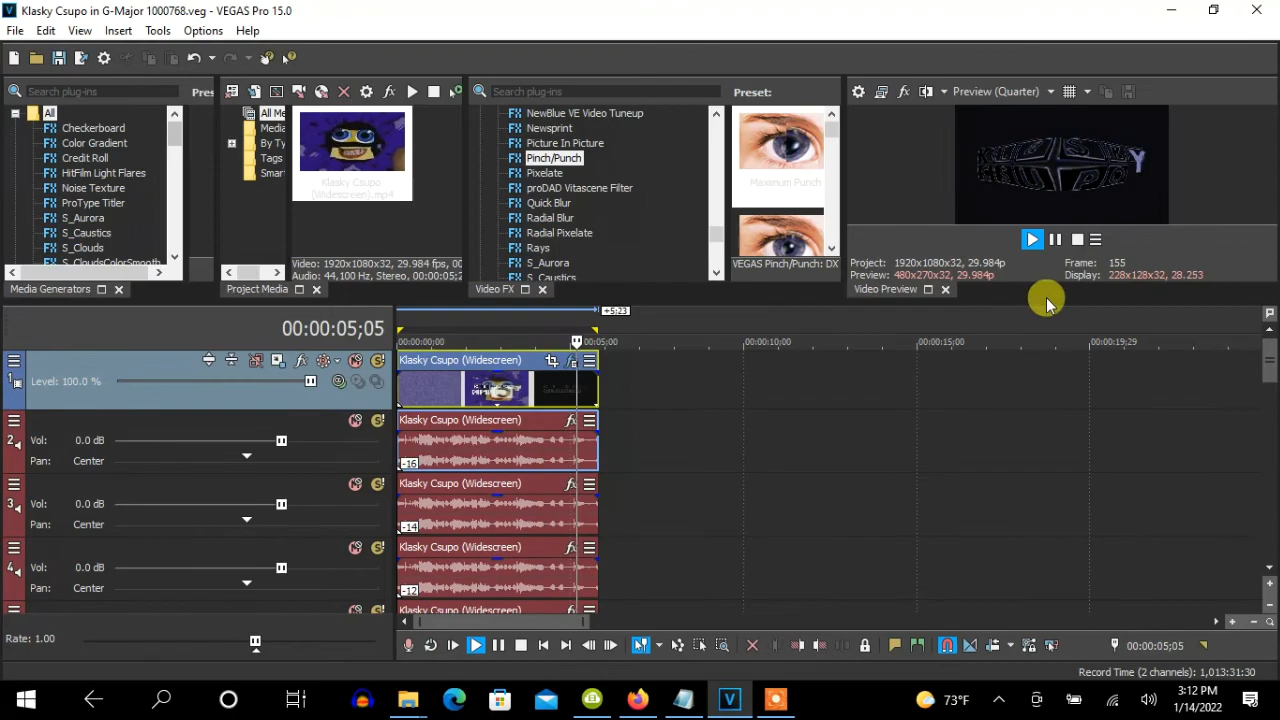 Klasky Csupo in G-Major 1000768.veg - VEGAS Pro 15.0
File Edit View Insert Tools Options Help
Search plug-ins
Pres
All
Checkerboard
Color Gradient
Credit Roll
HitFilm Light Flares
Noise Texture
ProType Titler
S_Aurora
S_Caustics
S_Clouds
S_CloudsColorSmooth
Media Generators
All Me
Media
By Ty
Tags
Smar
Klasky Csupo
(Widescreen).mp4
Video: 1920x1080x32, 29.984 fps,
Audio: 44,100 Hz, Stereo, 00:00:05;2
Project Media
Search plug-ins
NewBlue VE Video Tuneup
Newsprint
Picture In Picture
Pinch/Punch
Pixelate
proDAD Vitascene Filter
Quick Blur
Radial Blur
Radial Pixelate
Rays
S_Aurora
S_Caustics
Video FX
Preset:
Maximum Punch
VEGAS Pinch/Punch: DX
Preview (Quarter)
Project: 1920x1080x32, 29.984p
Preview: 480x270x32, 29.984p
Frame: 155
Display: 228x128x32, 28.253
Video Preview
00:00:05;05
+5;23
00:00:00;00
00:05;00
00:00:10;00
00:00:15;00
00:00:19;29
1
Level: 100.0 %
Klasky Csupo (Widescreen)
2
Vol: 0.0 dB
Pan: Center
Klasky Csupo (Widescreen)
-16
3
Vol: 0.0 dB
Pan: Center
Klasky Csupo (Widescreen)
-14
4
Vol: 0.0 dB
Pan: Center
Klasky Csupo (Widescreen)
-12
Klasky Csupo (Widescreen)
Rate: 1.00
00:00:05;05
Record Time (2 channels): 1,013:31:30
73°F
3:12 PM
1/14/2022